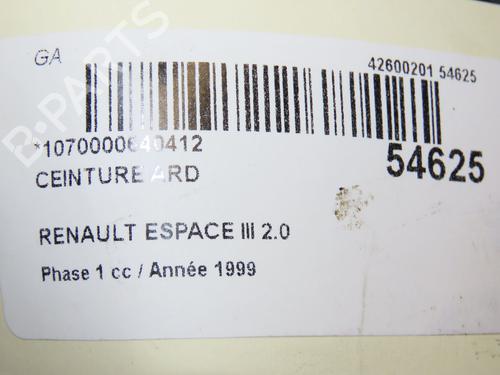 GA
42600201 54625
*1070000640412
54625
CEINTURE ARD
RENAULT ESPACE III 2.0
Phase 1 cc / Année 1999
B-PARTS